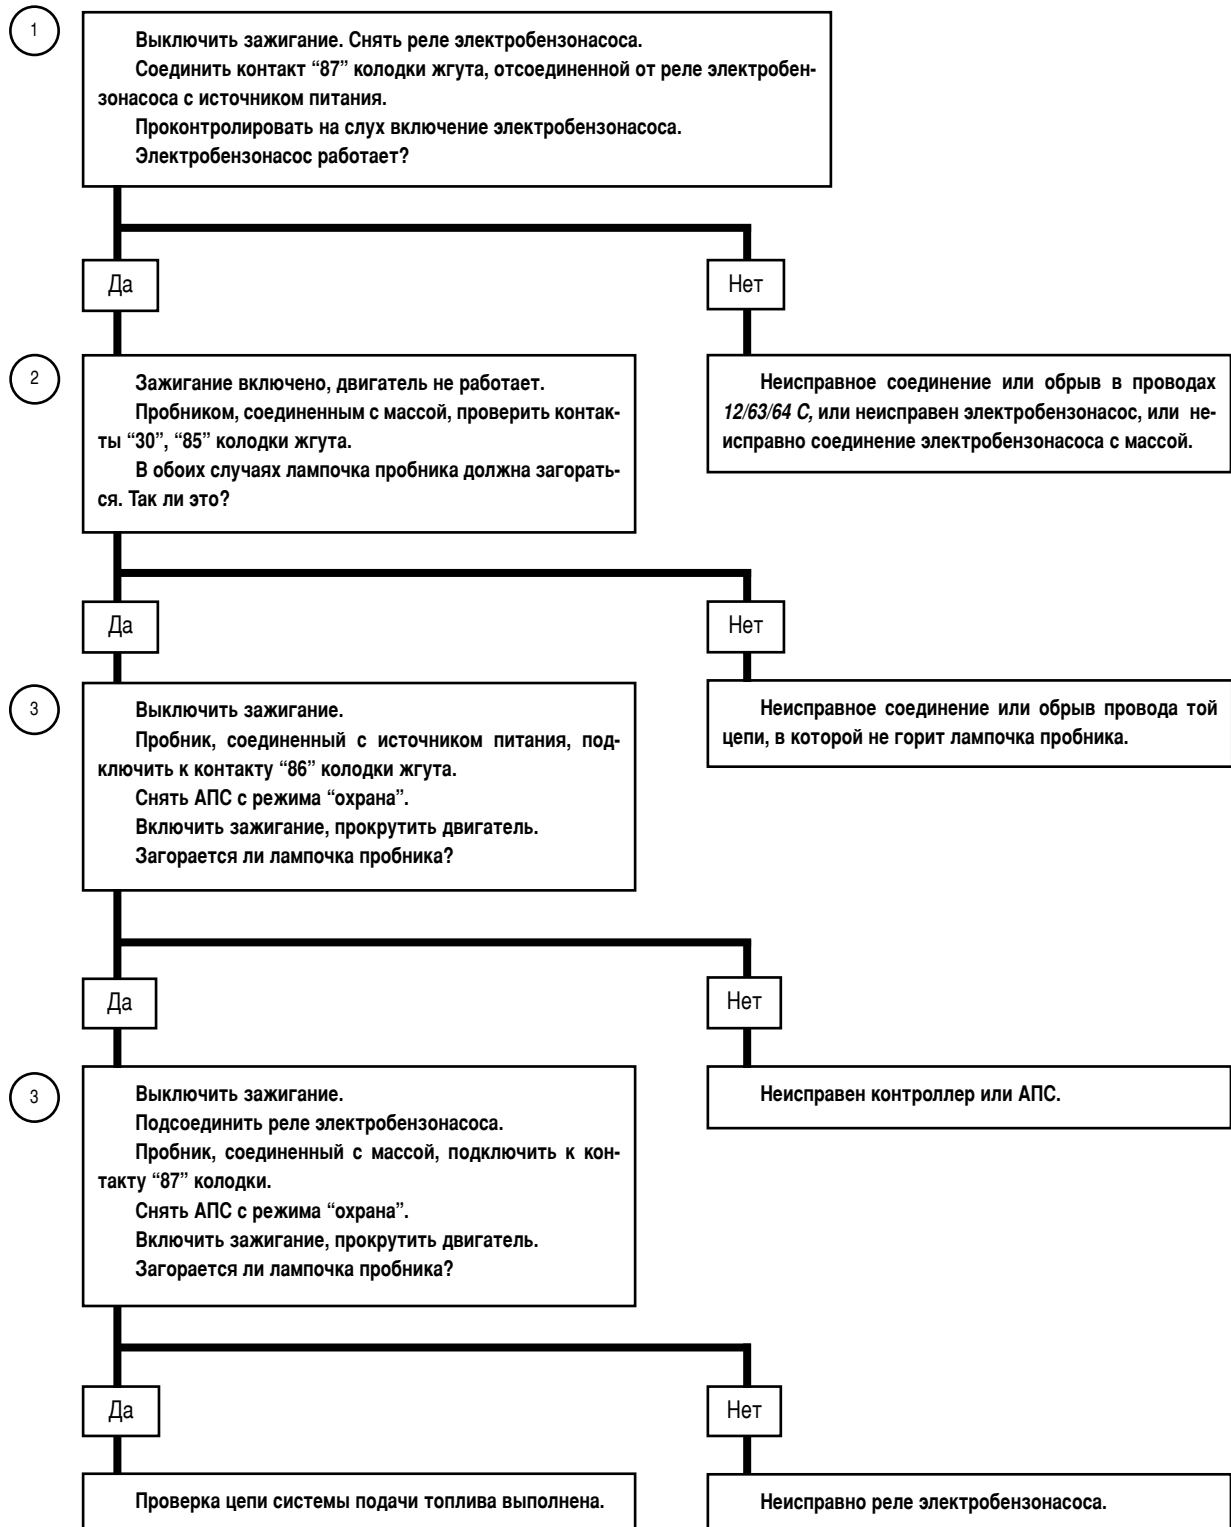 1
Выключить зажигание. Снять реле электробензонасоса.
Соединить контакт “87” колодки жгута, отсоединенной от реле электробен-
зонасоса с источником питания.
Проконтролировать на слух включение электробензонасоса.
Электробензонасос работает?
Да
Нет
2
Зажигание включено, двигатель не работает.
Пробником, соединенным с массой, проверить контак-
ты “30”, “85” колодки жгута.
В обоих случаях лампочка пробника должна загорать-
ся. Так ли это?
Неисправное соединение или обрыв в проводах
12/63/64 С, или неисправен электробензонасос, или не-
исправно соединение электробензонасоса с массой.
Да
Нет
3
Выключить зажигание.
Пробник, соединенный с источником питания, под-
ключить к контакту “86” колодки жгута.
Снять АПС с режима “охрана”.
Включить зажигание, прокрутить двигатель.
Загорается ли лампочка пробника?
Неисправное соединение или обрыв провода той
цепи, в которой не горит лампочка пробника.
Да
Нет
3
Выключить зажигание.
Подсоединить реле электробензонасоса.
Пробник, соединенный с массой, подключить к кон-
такту “87” колодки.
Снять АПС с режима “охрана”.
Включить зажигание, прокрутить двигатель.
Загорается ли лампочка пробника?
Неисправен контроллер или АПС.
Да
Нет
Проверка цепи системы подачи топлива выполнена.
Неисправно реле электробензонасоса.